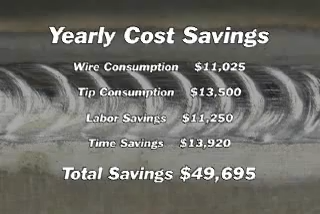 Yearly Cost Savings
Wire Consumption $11,025
Tip Consumption $13,500
Labor Savings $11,250
Time Savings $13,920
Total Savings $49,695